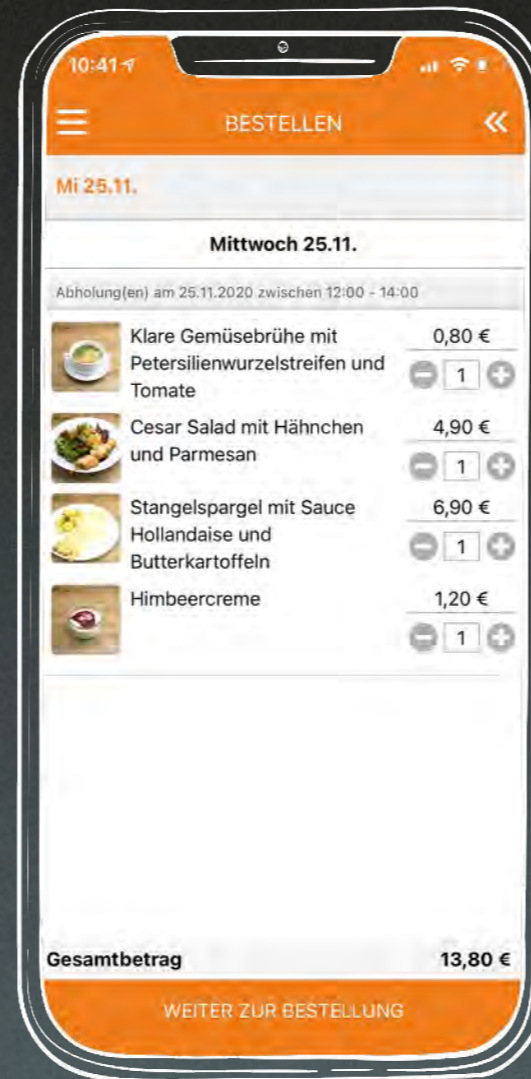 10:41
BESTELLEN
Mi 25.11.
Mittwoch 25.11.
Abholung(en) am 25.11.2020 zwischen 12:00 - 14:00
Klare Gemüsebrühe mit
Petersilienwurzelstreifen und
Tomate
0,80 €
1
Cesar Salad mit Hähnchen
und Parmesan
4,90 €
1
Stangelspargel mit Sauce
Hollandaise und
Butterkartoffeln
6,90 €
1
Himbeercreme
1,20 €
1
Gesamtbetrag 13,80 €
WEITER ZUR BESTELLUNG